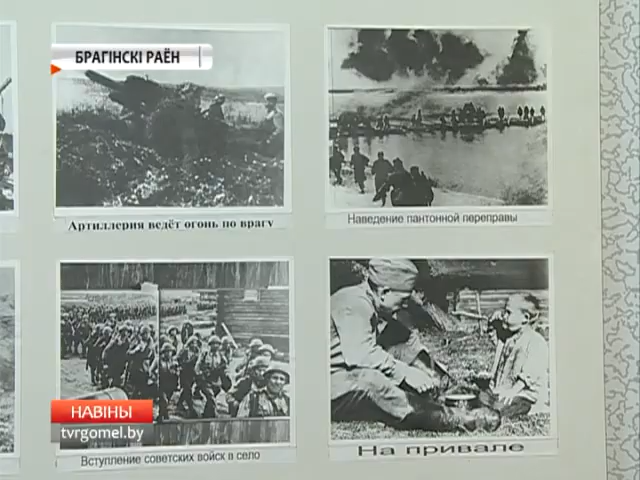 БРАГІНСКІ РАЁН
Артиллерия ведёт огонь по врагу
Наведение пантонной переправы
НАВІНЫ
tvrgomel.by
Вступление советских войск в село
На привале